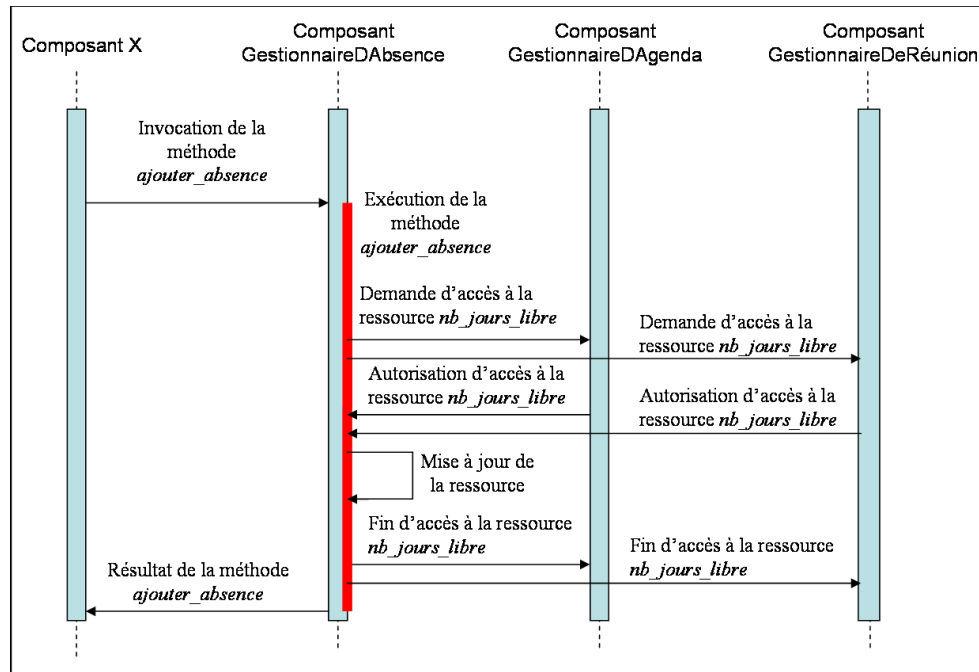 Composant X
Composant
GestionnaireDAbsence
Composant
GestionnaireDAgenda
Composant
GestionnaireDeRéunion
Invocation de la
méthode
ajouter_absence
Exécution de la
méthode
ajouter_absence
Demande d'accès à la
ressource nb_jours_libre
Demande d'accès à la
ressource nb_jours_libre
Autorisation d'accès à la
ressource nb_jours_libre
Autorisation d'accès à la
ressource nb_jours_libre
Mise à jour de
la ressource
Fin d'accès à la ressource
nb_jours_libre
Fin d'accès à la ressource
nb_jours_libre
Résultat de la méthode
ajouter_absence